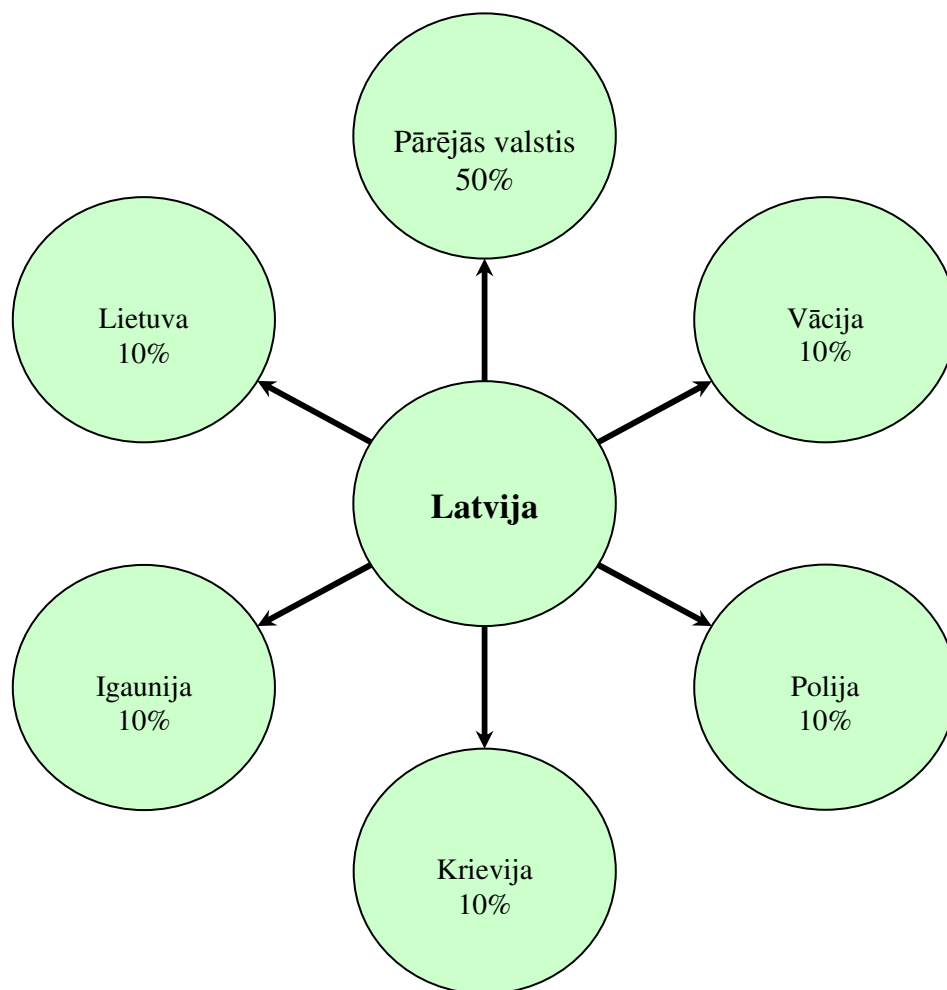 Pārējās valstis
50%
Lietuva
10%
Vācija
10%
Latvija
Igaunija
10%
Polija
10%
Krievija
10%